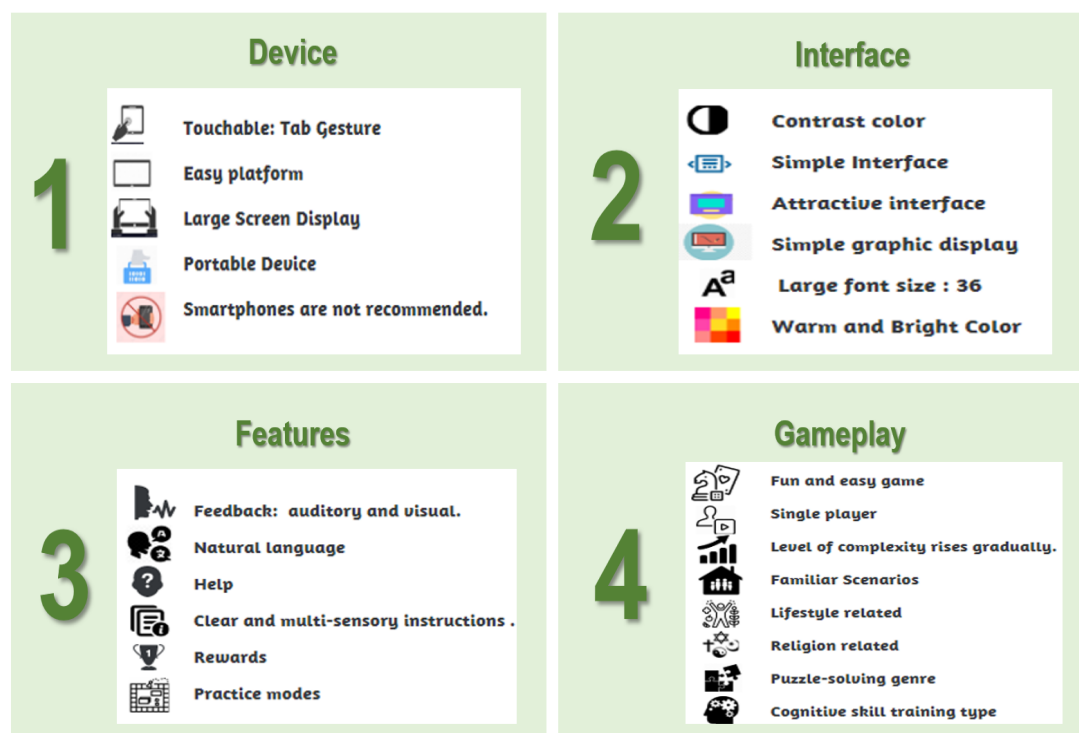 Device
1
Touchable: Tab Gesture
Easy platform
Large Screen Display
Portable Device
Smartphones are not recommended.
Interface
2
Contrast color
Simple Interface
Attractive interface
Simple graphic display
Aa
Large font size : 36
Warm and Bright Color
Features
3
Feedback: auditory and visual.
Natural language
Help
Clear and multi-sensory instructions .
Rewards
Practice modes
Gameplay
4
Fun and easy game
Single player
Level of complexity rises gradually.
Familiar Scenarios
Lifestyle related
Religion related
Puzzle-solving genre
Cognitive skill training type